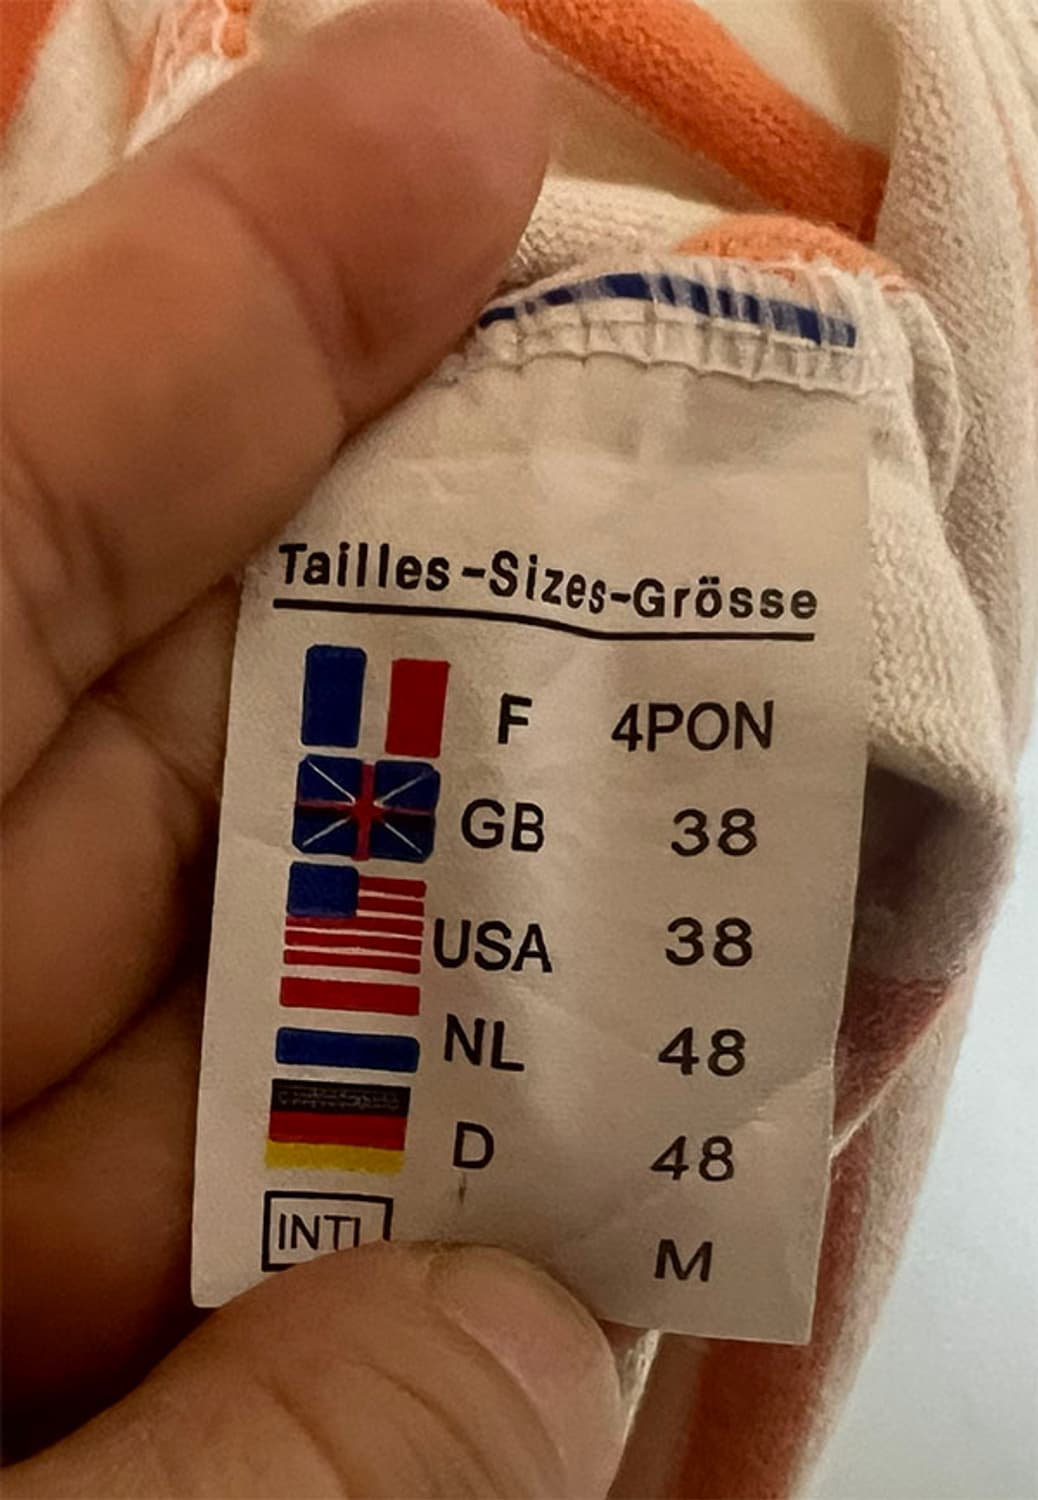 Tailles-Sizes-Grösse
F 4PON
GB 38
USA 38
NL 48
D 48
INTL M